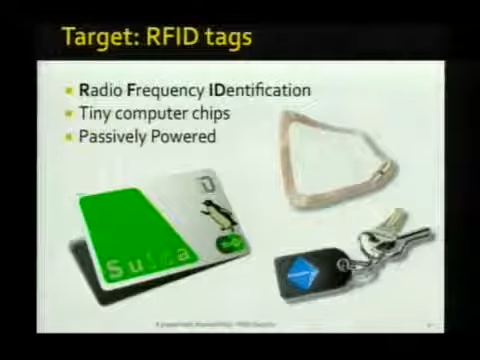 Target: RFID tags
Radio Frequency IDentification
Tiny computer chips
Passively Powered
Suica